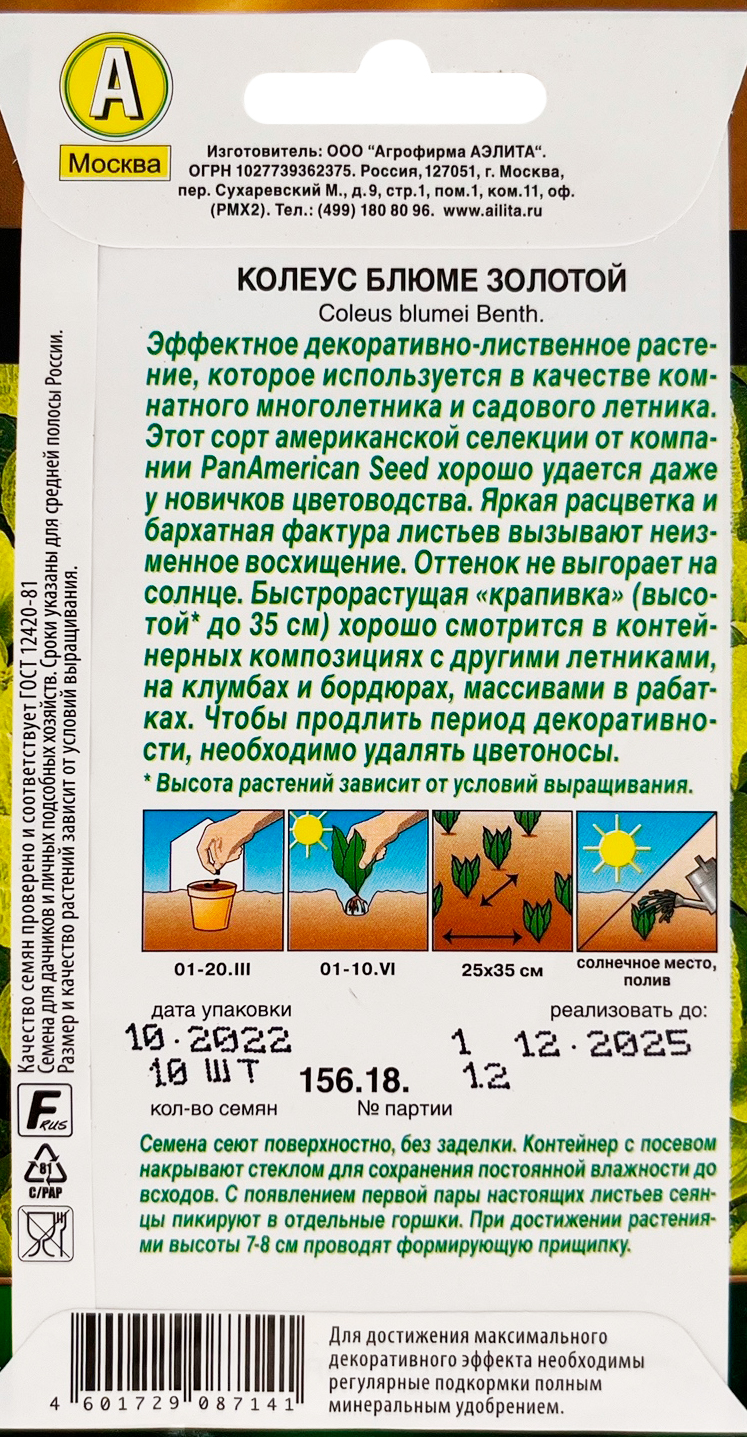 А
Москва
Изготовитель: ООО "Агрофирма АЭЛИТА".
ОГРН 1027739362375. Россия,127051, г. Москва,
пер. Сухаревский М., д.9, стр.1, пом.1, ком.11, оф.
(РМХ2). Тел.: (499) 180 80 96. www.ailita.ru
КОЛЕУС БЛЮМЕ ЗОЛОТОЙ
Coleus blumei Benth.
Эффектное декоративно-лиственное расте-
ние, которое используется в качестве ком-
натного многолетника и садового летника.
Этот сорт американской селекции от компа-
нии PanAmerican Seed хорошо удается даже
у новичков цветоводства. Яркая расцветка и
бархатная фактура листьев вызывают неиз-
менное восхищение. Оттенок не выгорает на
солнце. Быстрорастущая «крапивка» (высо-
той* до 35 см) хорошо смотрится в контей-
нерных композициях с другими летниками,
на клумбах и бордюрах, массивами в рабат-
ках. Чтобы продлить период декоративно-
сти, необходимо удалять цветоносы.
* Высота растений зависит от условий выращивания.
01-20.III
01-10.VI
25х35 см
солнечное место,
полив
дата упаковки
реализовать до:
10.2022
1 12.2025
10 ШТ
156.18.
12
кол-во семян
№ партии
Семена сеют поверхностно, без заделки. Контейнер с посевом
накрывают стеклом для сохранения постоянной влажности до
всходов. С появлением первой пары настоящих листьев сеян-
цы пикируют в отдельные горшки. При достижении растения-
ми высоты 7-8 см проводят формирующую прищипку.
Качество семян проверено и соответствует ГОСТ 12420-81
Семена для дачников и личных подсобных хозяйств. Сроки указаны для средней полосы России.
Размер и качество растений зависит от условий выращивания.
F RUS
81
C/PAP
4 601729 087141
Для достижения максимального
декоративного эффекта необходимы
регулярные подкормки полным
минеральным удобрением.